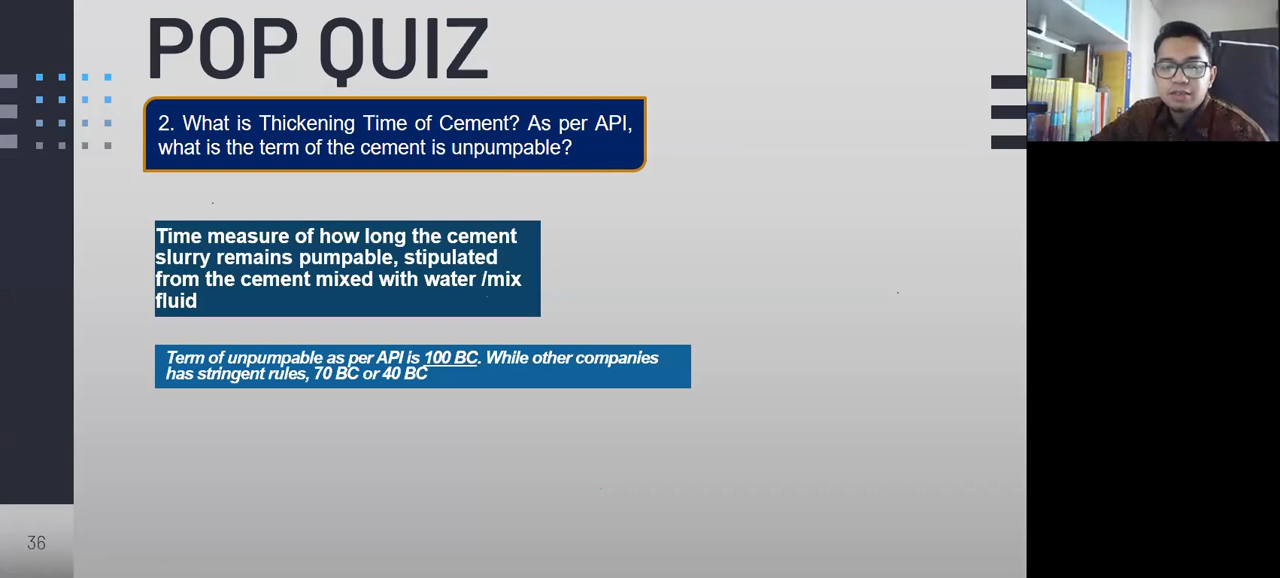 POP QUIZ
2. What is Thickening Time of Cement? As per API,
what is the term of the cement is unpumpable?
Time measure of how long the cement
slurry remains pumpable, stipulated
from the cement mixed with water /mix
fluid
Term of unpumpable as per API is 100 BC. While other companies
has stringent rules, 70 BC or 40 BC
36